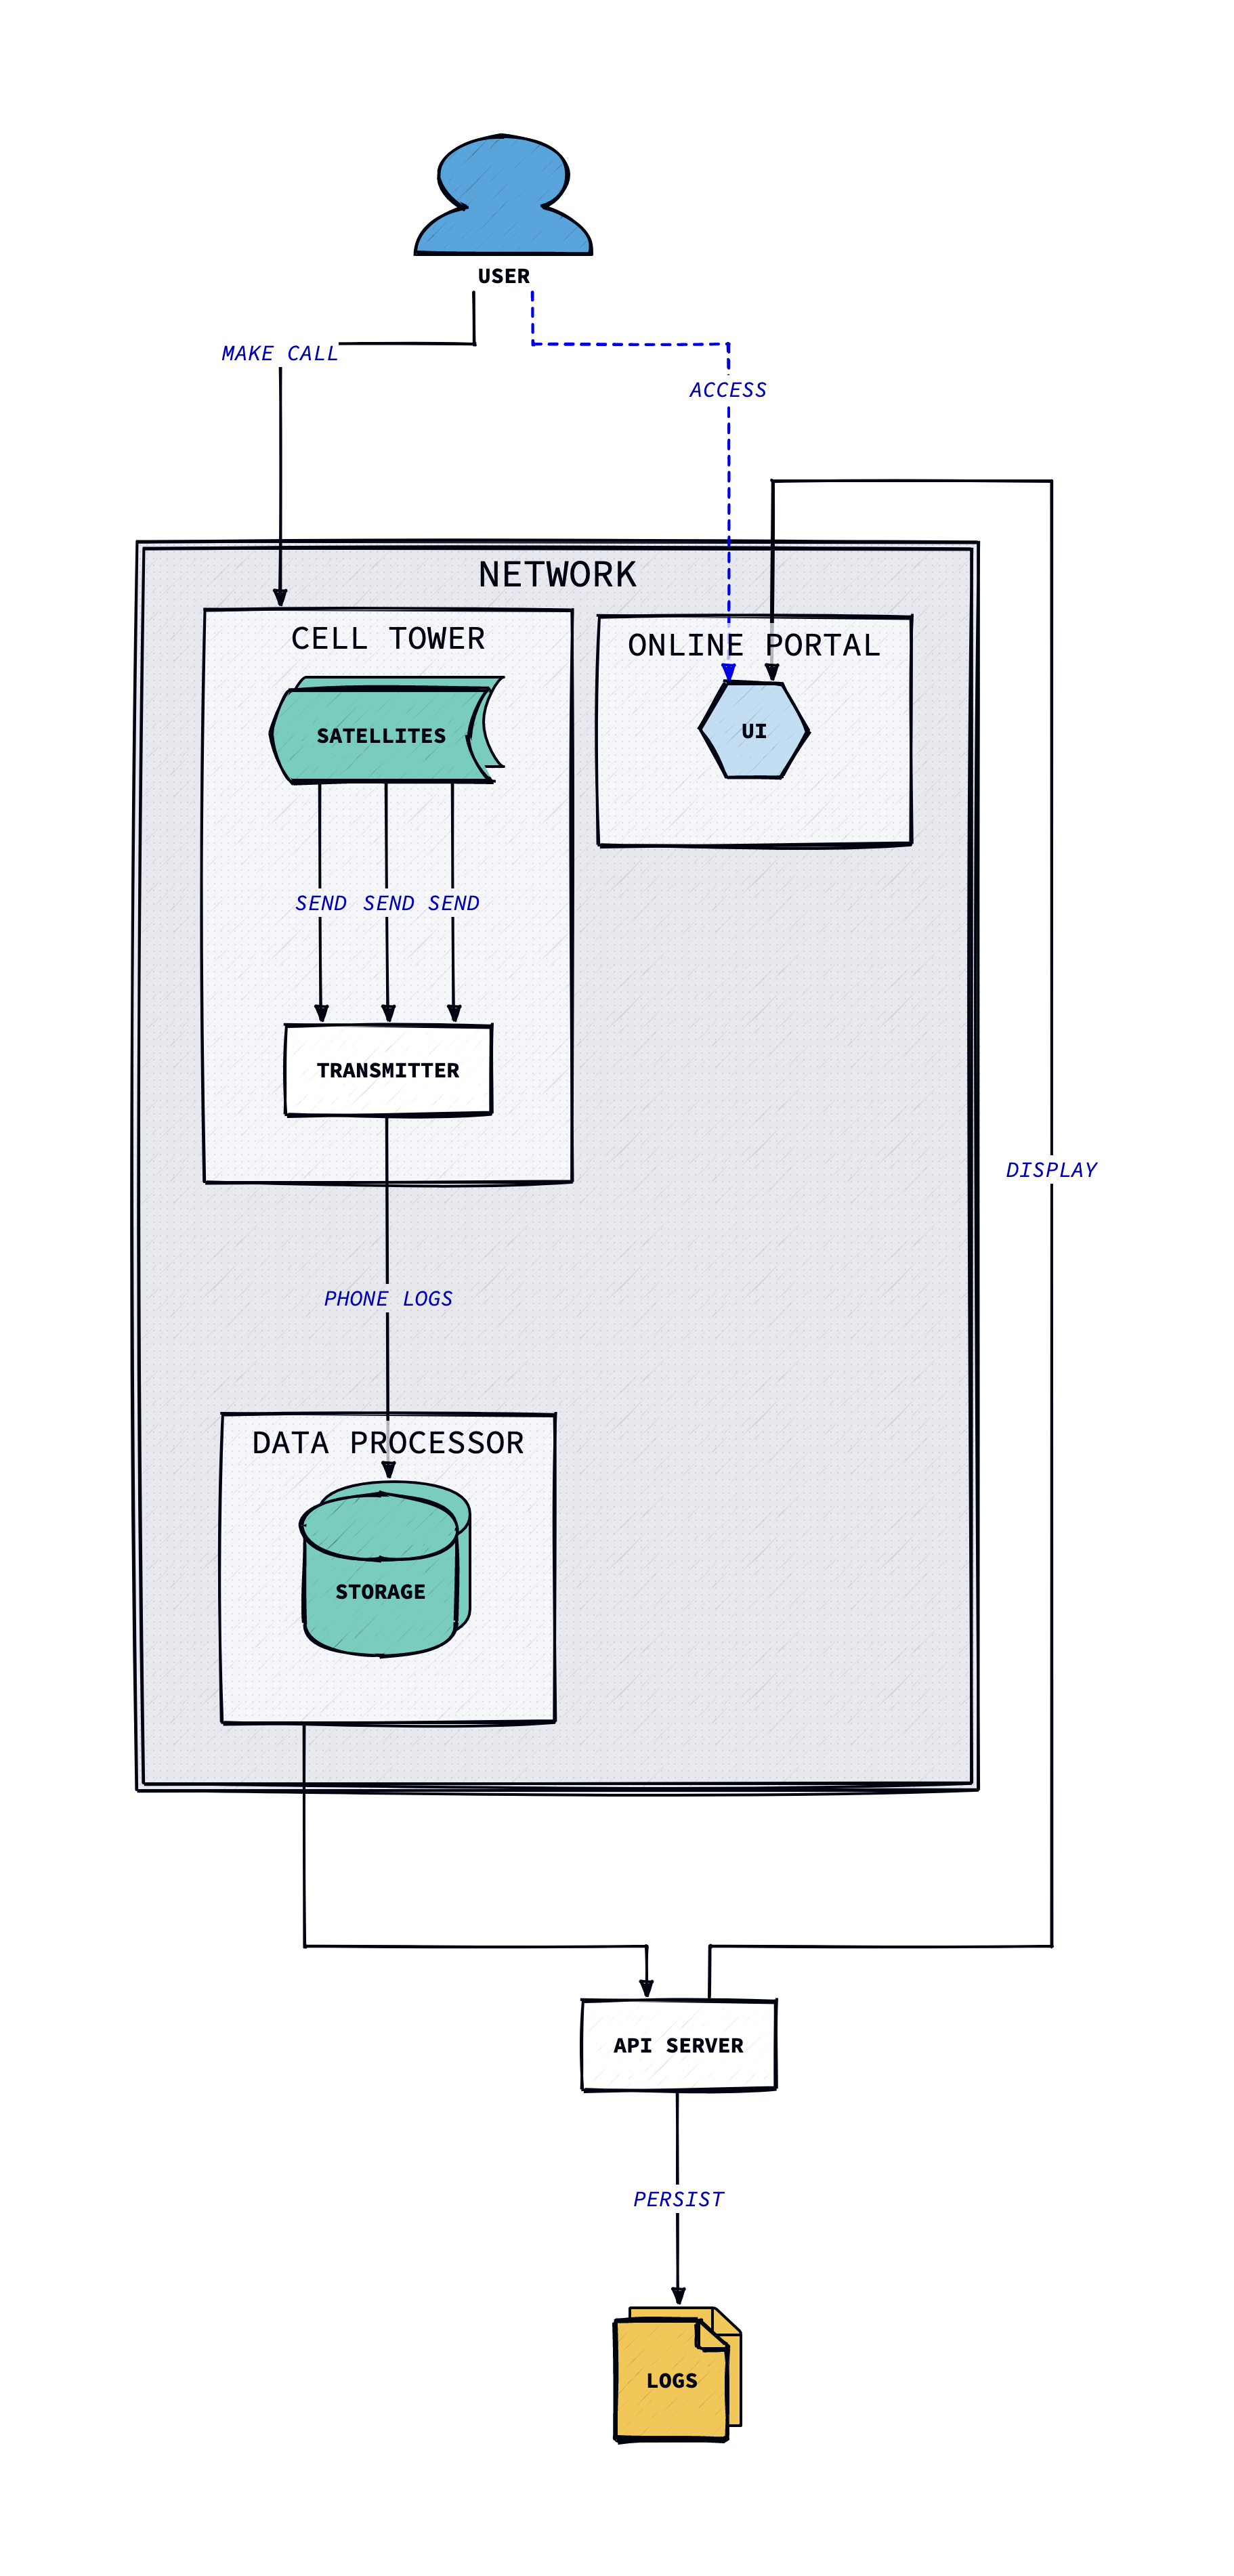 USER
MAKE CALL
ACCESS
NETWORK
CELL TOWER
ONLINE PORTAL
SATELLITES
UI
SEND SEND SEND
TRANSMITTER
DISPLAY
PHONE LOGS
DATA PROCESSOR
STORAGE
API SERVER
PERSIST
LOGS